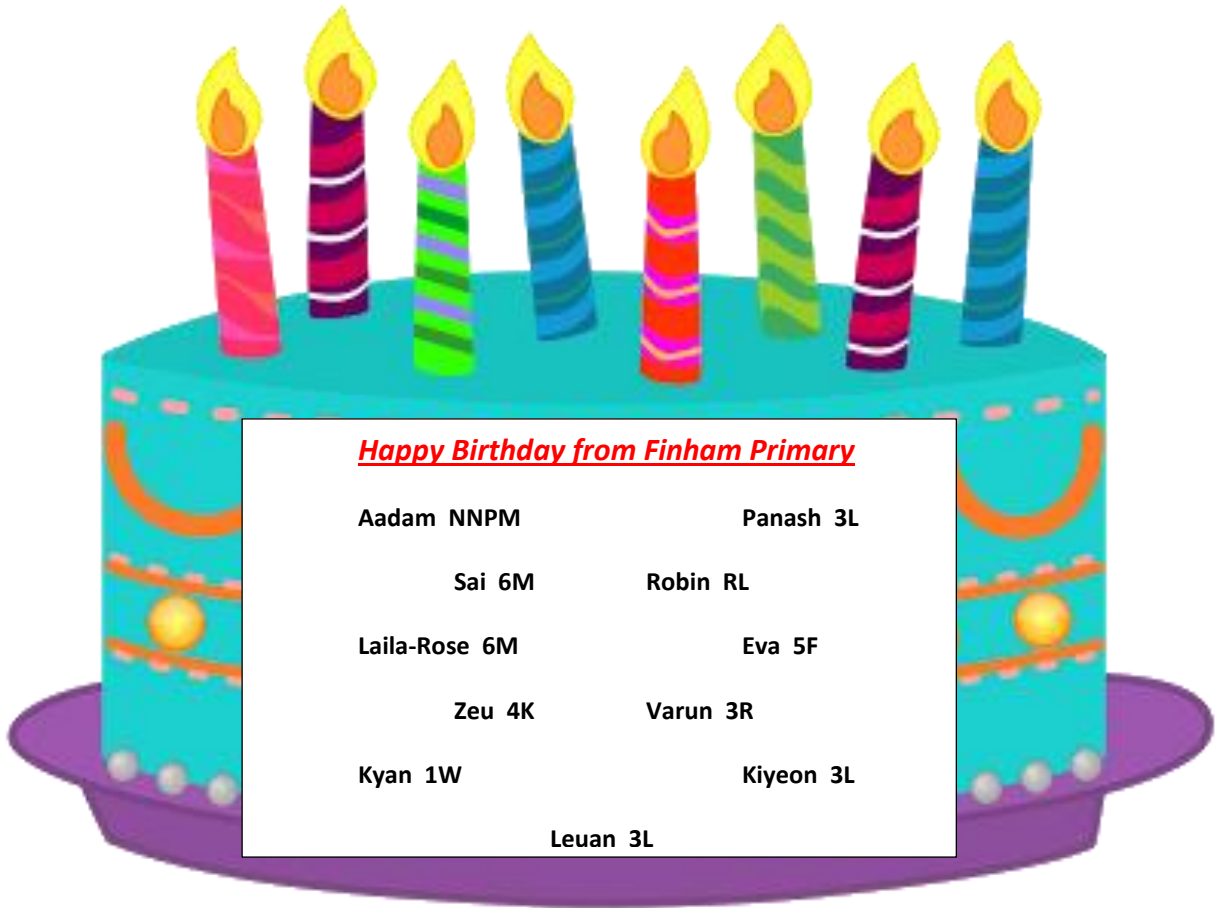 Happy Birthday from Finham Primary
Aadam NNPM Panash 3L
Sai 6M Robin RL
Laila-Rose 6M Eva 5F
Zeu 4K Varun 3R
Kyan 1W Kiyeon 3L
Leuan 3L